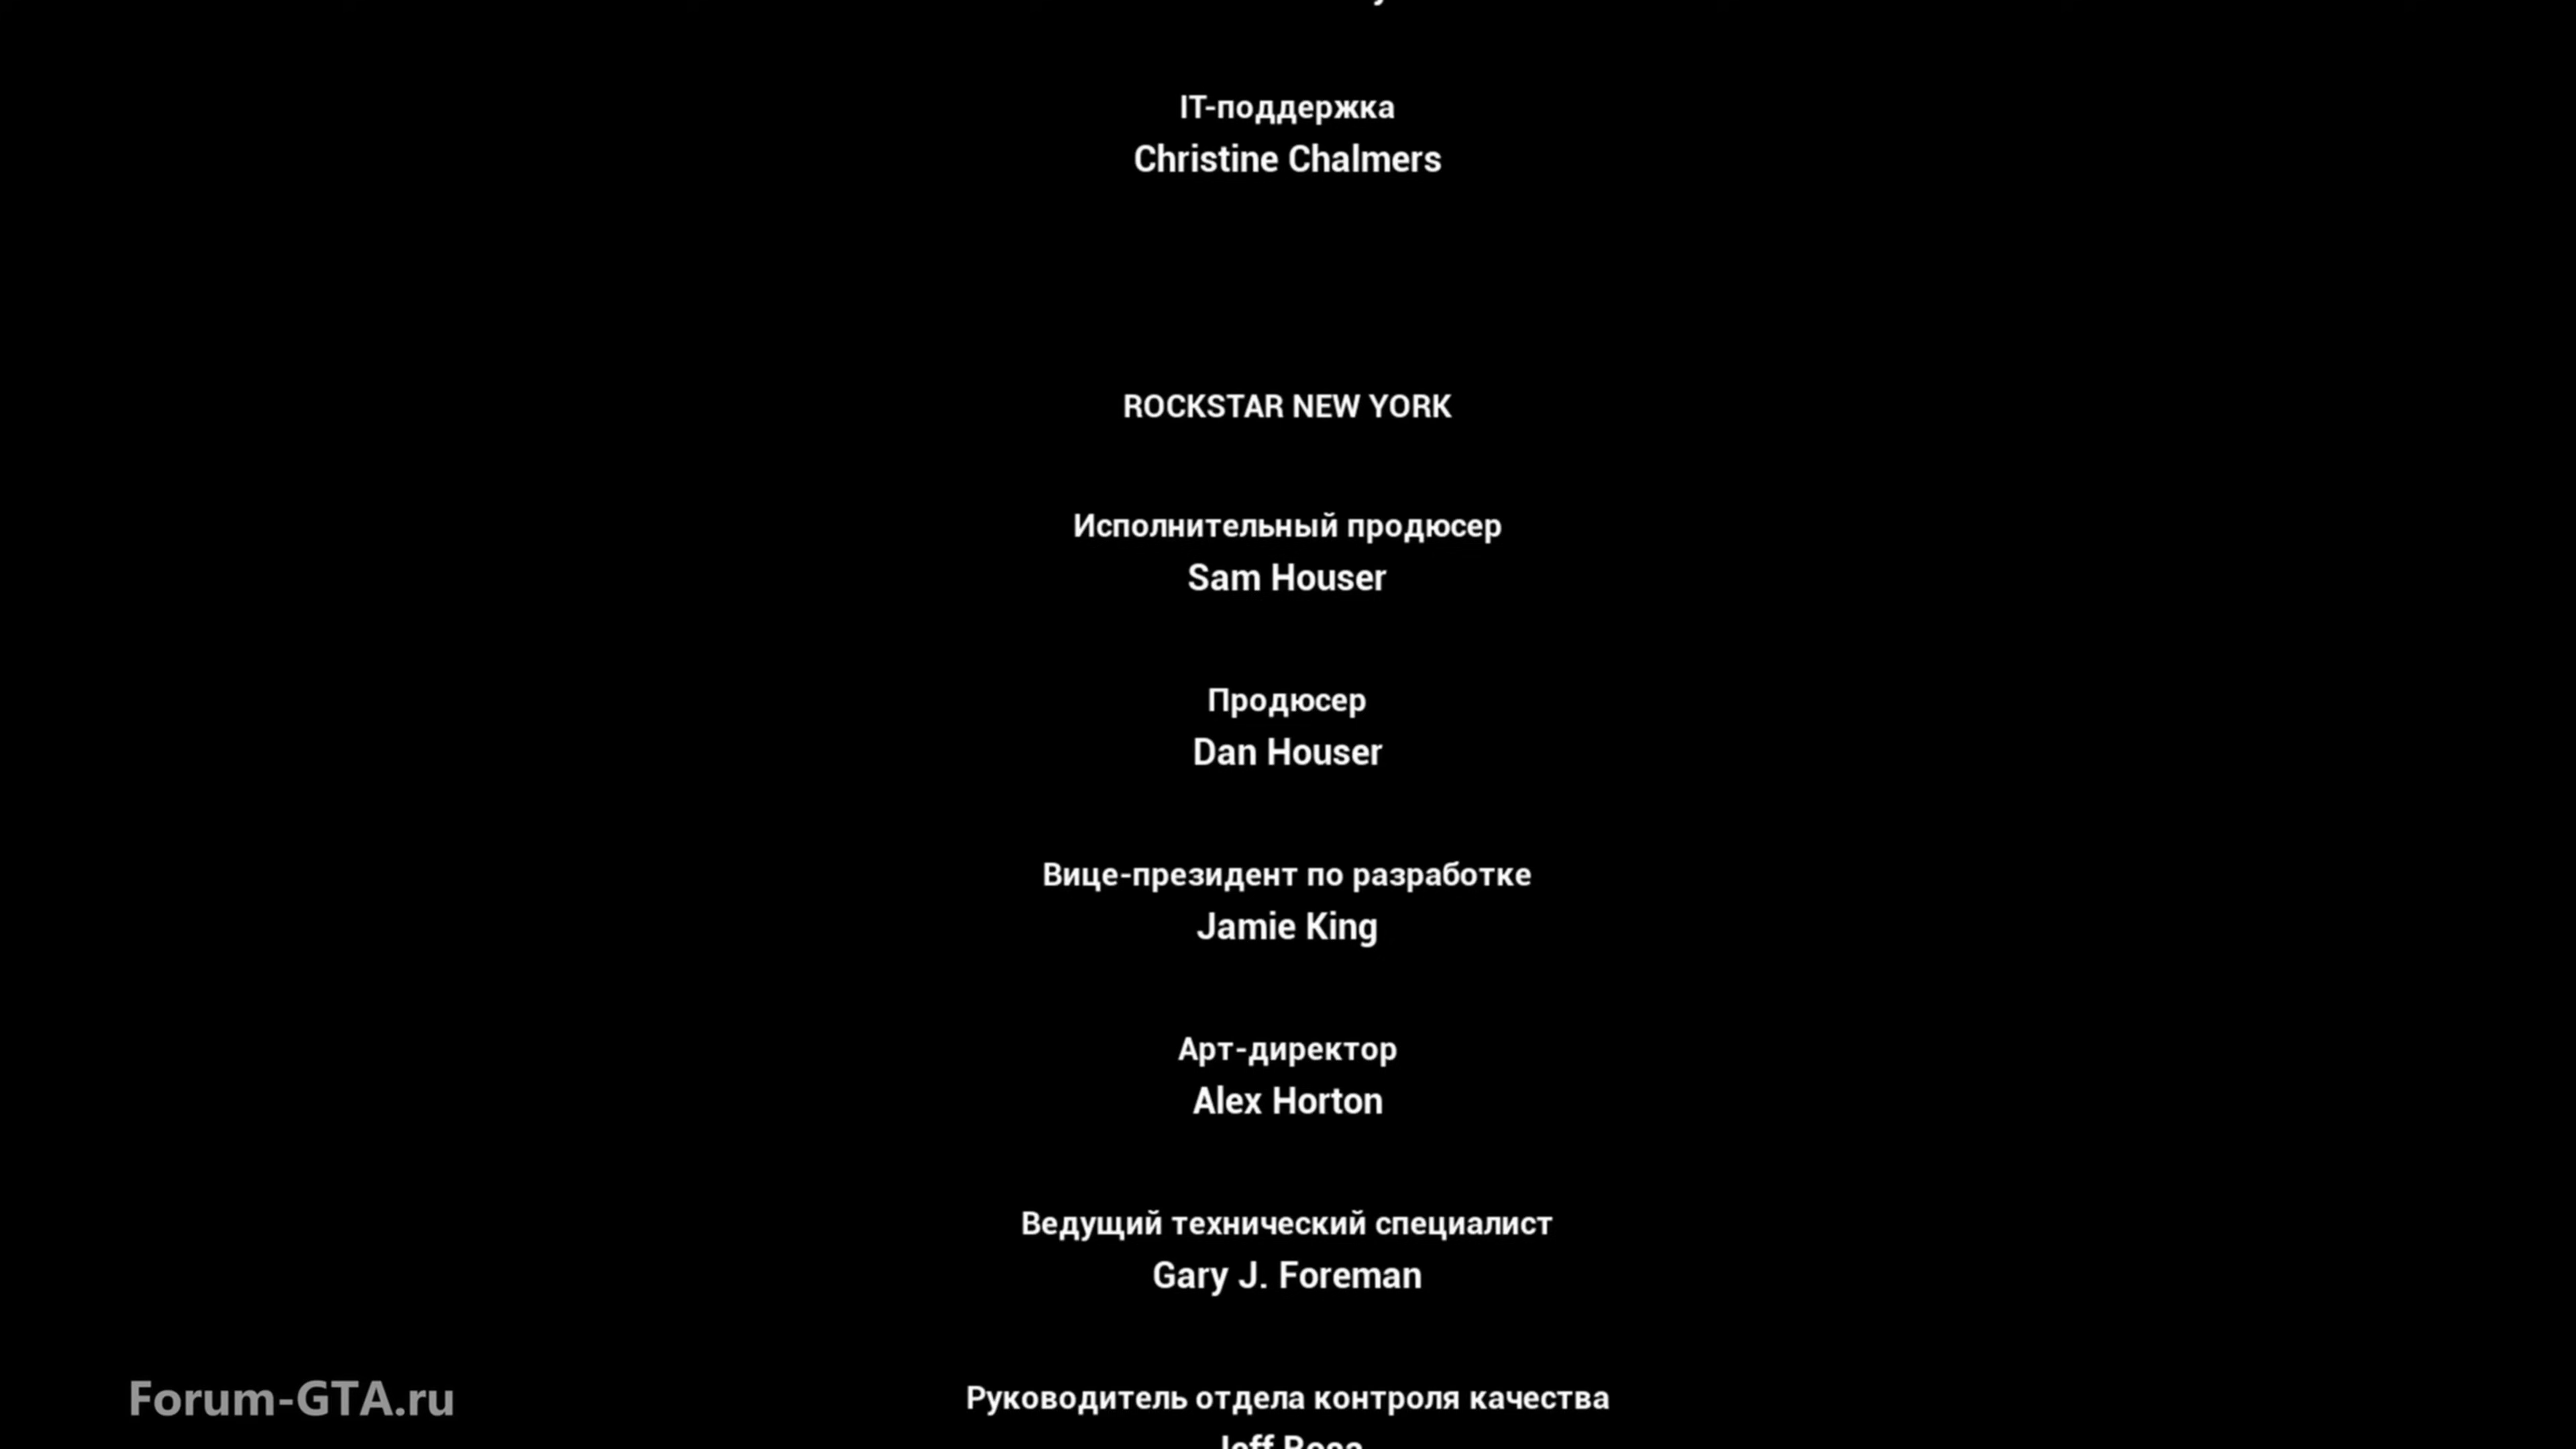 IT-поддержка
Christine Chalmers
ROCKSTAR NEW YORK
Исполнительный продюсер
Sam Houser
Продюсер
Dan Houser
Вице-президент по разработке
Jamie King
Арт-директор
Alex Horton
Ведущий технический специалист
Gary J. Foreman
Руководитель отдела контроля качества
Jeff
Forum-GTA.ru